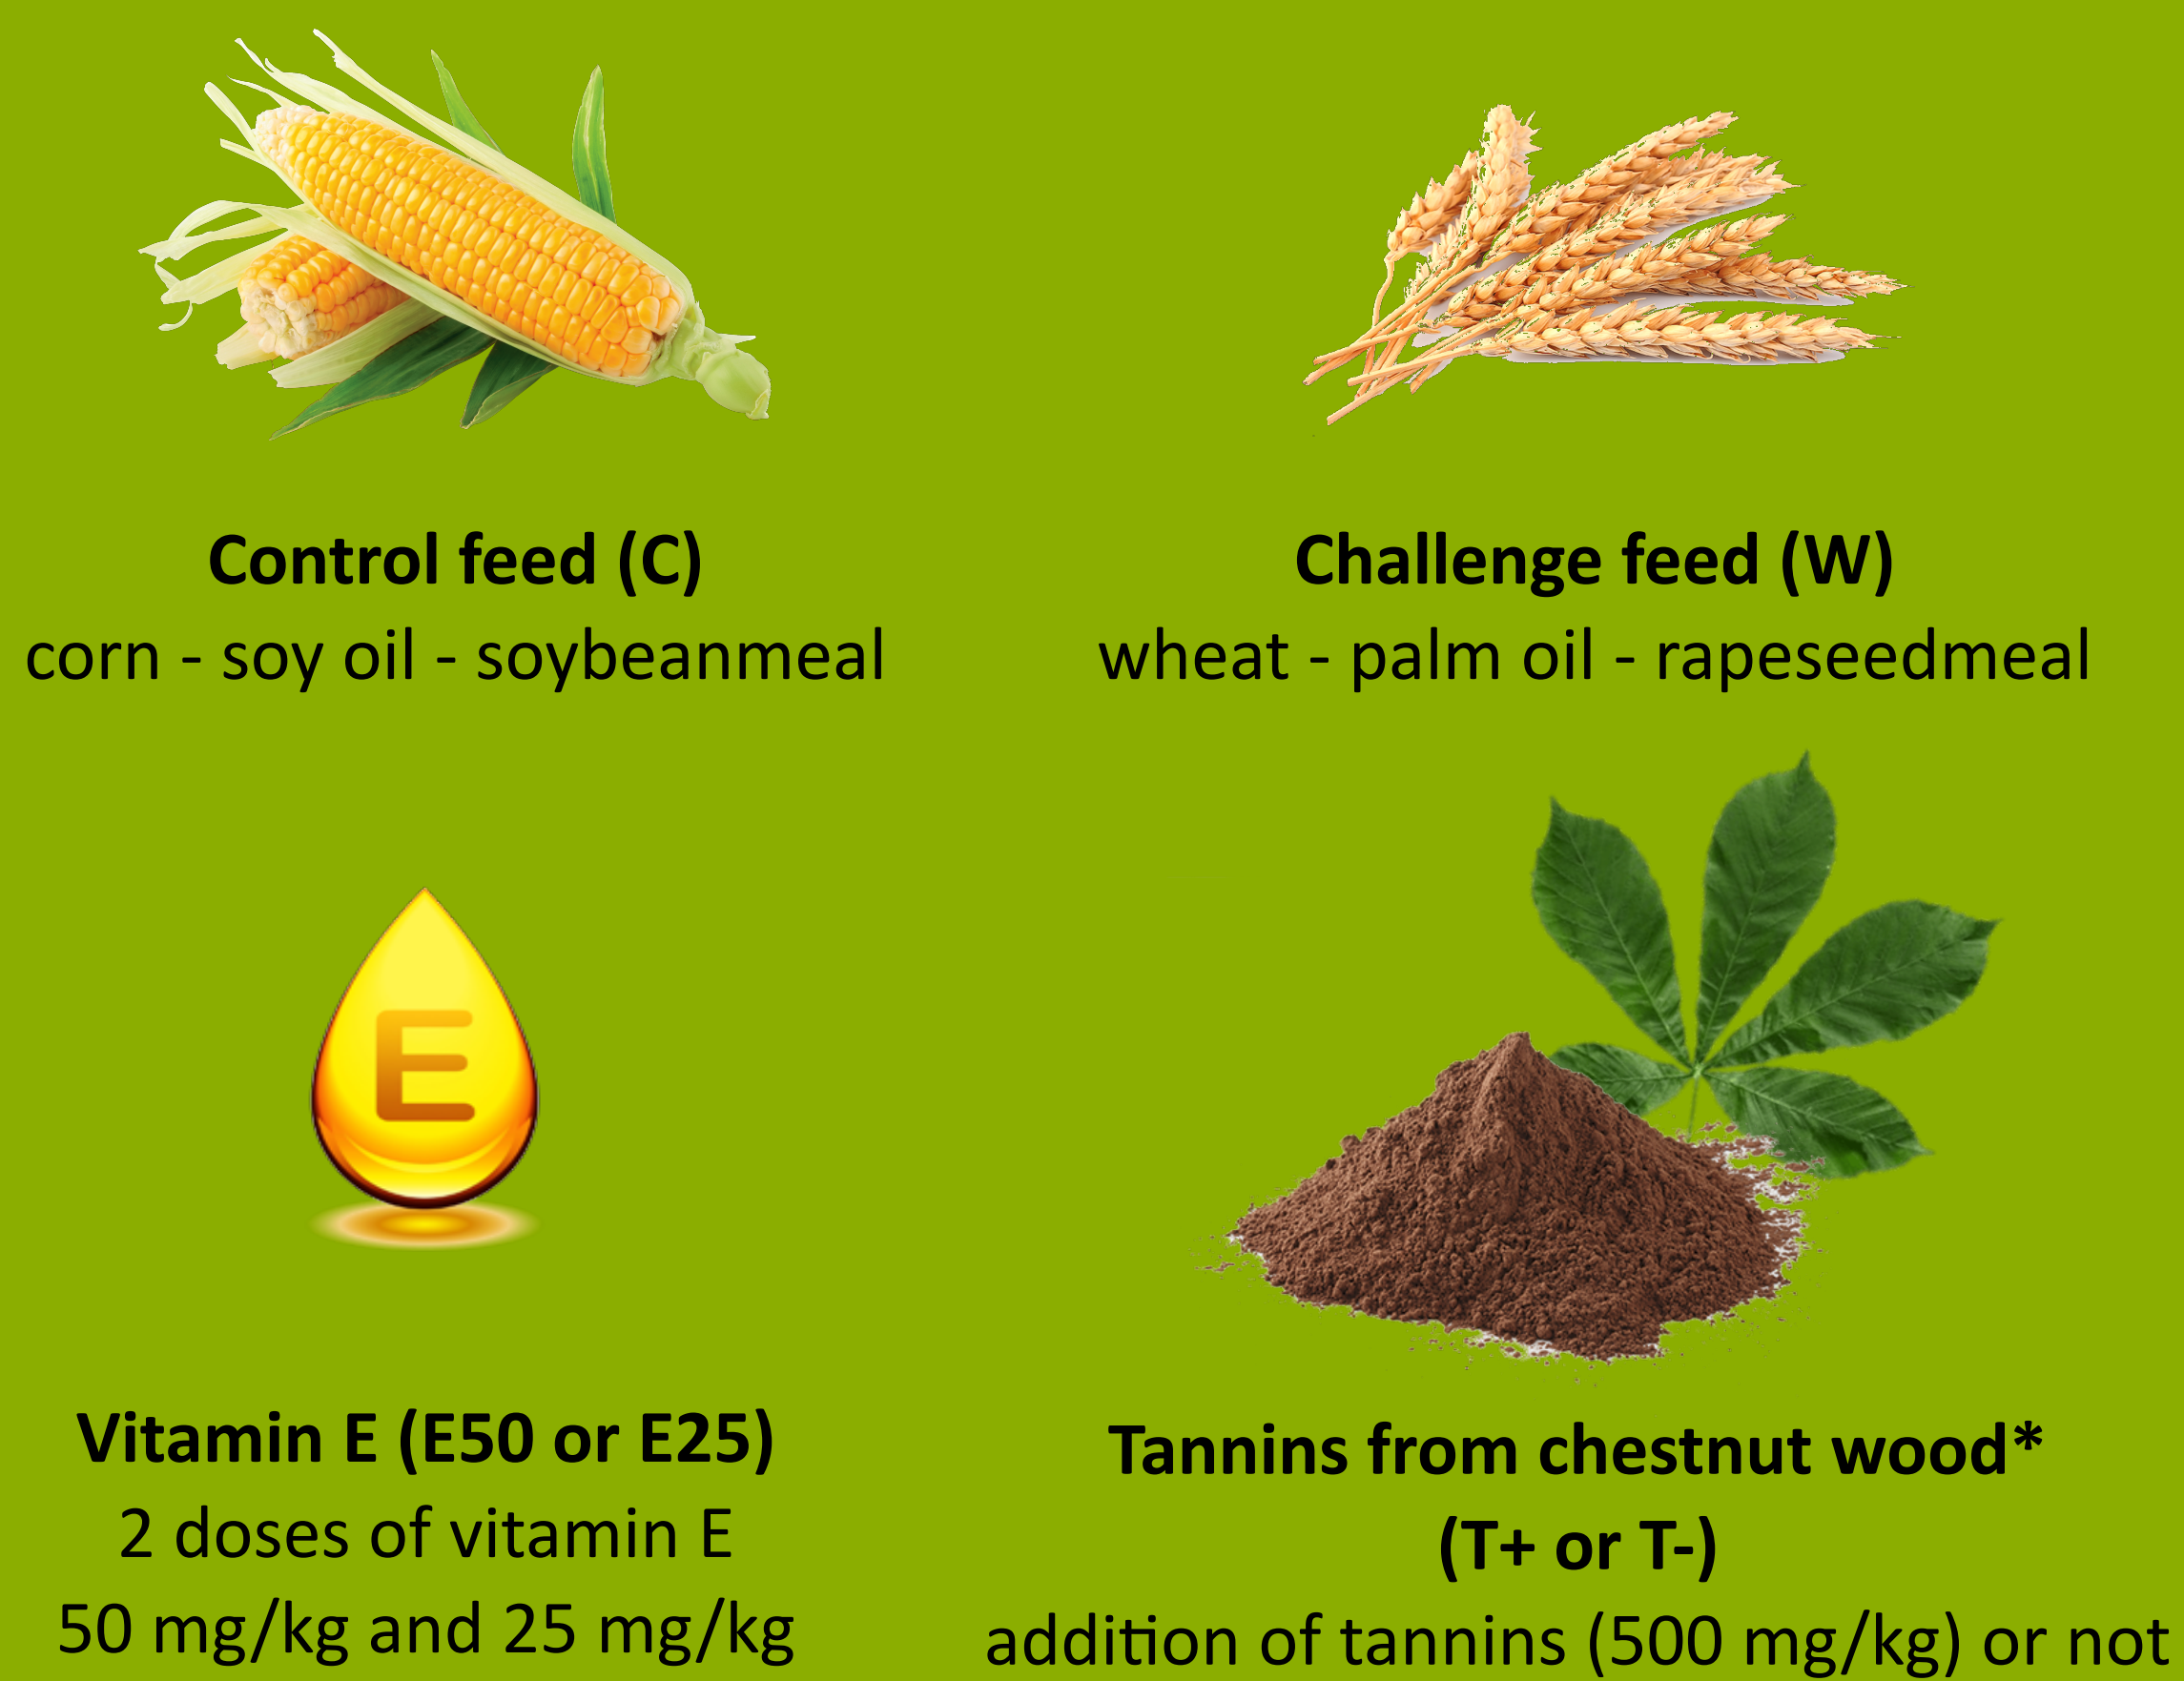 Control feed (C)
corn - soy oil - soybeanmeal
Challenge feed (W)
wheat - palm oil - rapeseedmeal
E
Vitamin E (E50 or E25)
2 doses of vitamin E
50 mg/kg and 25 mg/kg
Tannins from chestnut wood*
(T+ or T-)
addition of tannins (500 mg/kg) or not